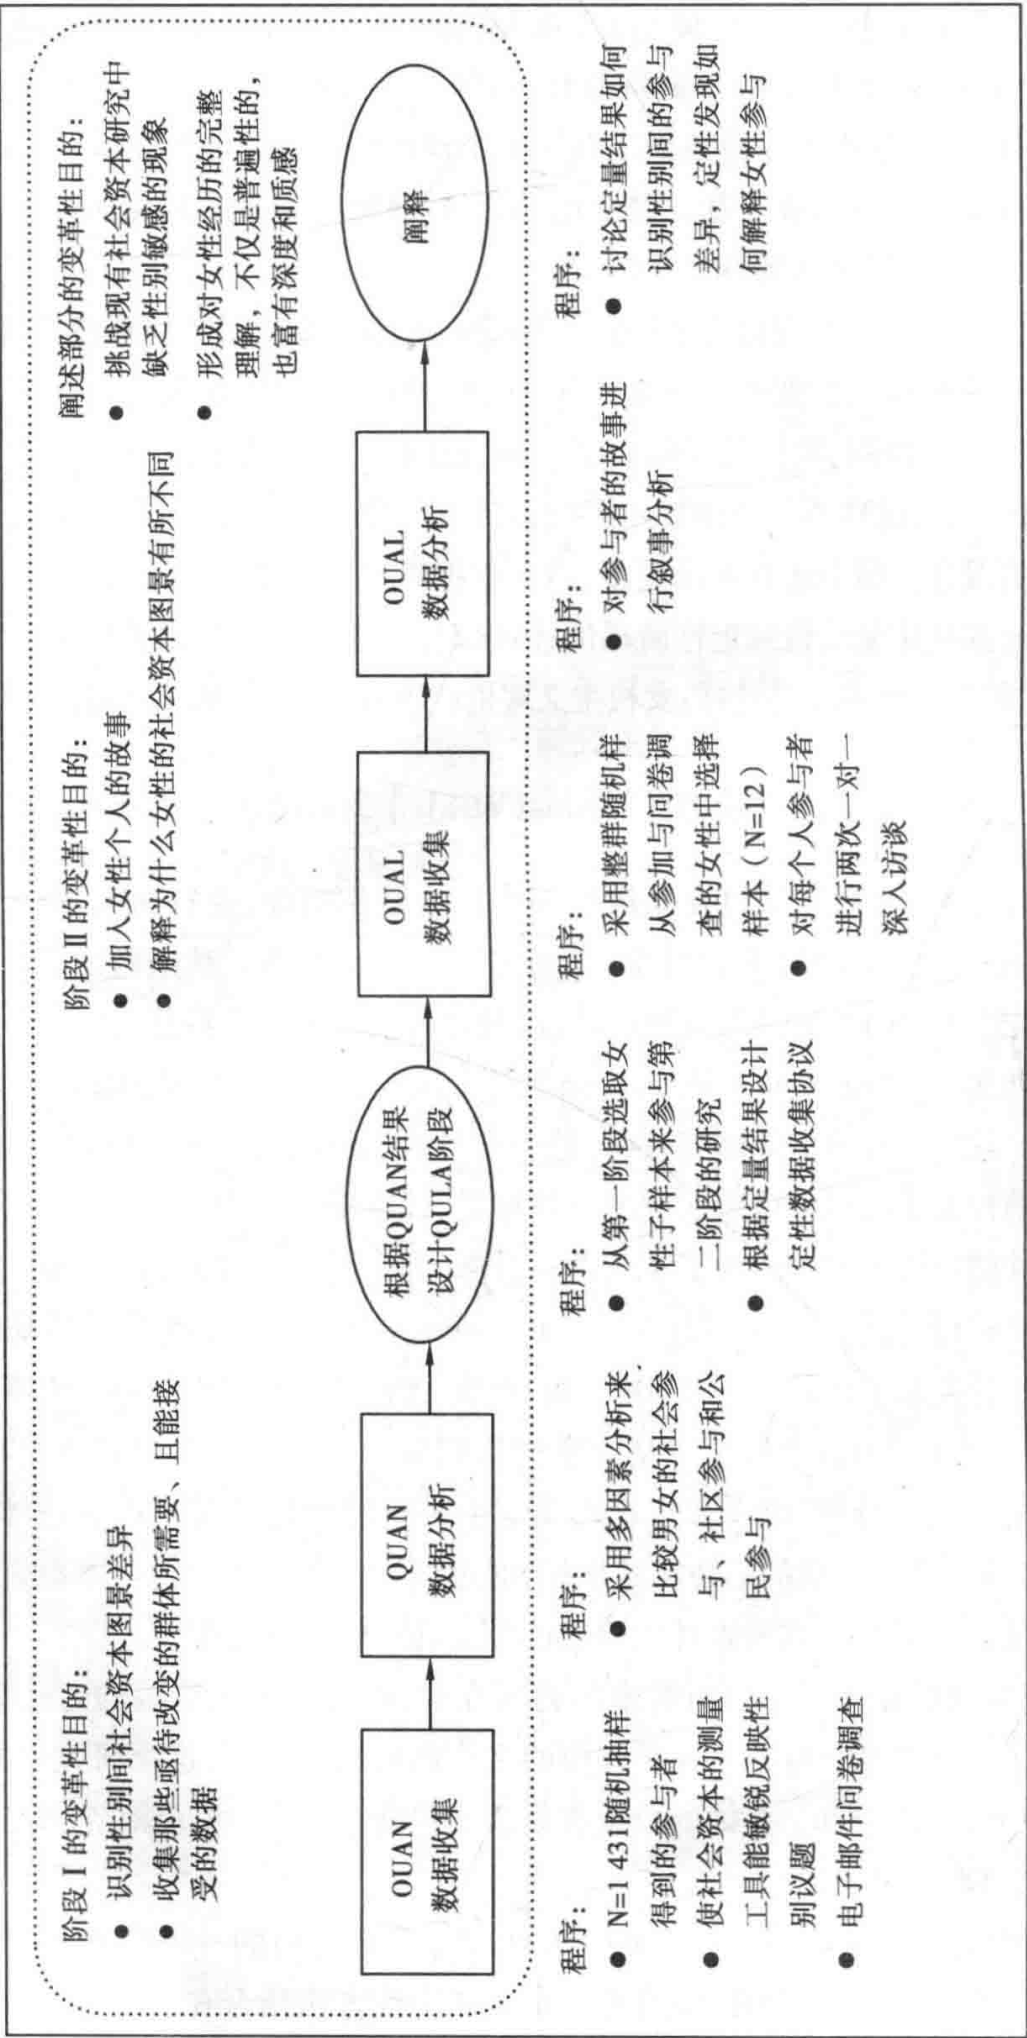 阶段Ⅰ的变革性目的：
● 识别性别间社会资本图景差异
● 收集那些亟待改变的群体所需要、且能接
受的数据
阶段Ⅱ的变革性目的：
● 加人女性个人的故事
● 解释为什么女性的社会资本图景有所不同
阐述部分的变革性目的：
● 挑战现有社会资本研究中
缺乏性别敏感的现象
● 形成对女性经历的完整
理解，不仅是普遍性的，
也富有深度和质感
OUAN
数据收集
QUAN
数据分析
根据QUAN结果
设计QULA阶段
OUAL
数据收集
OUAL
数据分析
阐释
程序：
● N=1 431随机抽样
得到的参与者
● 使社会资本的测量
工具能敏锐反映性
别议题
● 电子邮件问卷调查
程序：
● 采用多因素分析来
比较男女的社会参
与、社区参与和公
民参与
程序：
● 从第一阶段选取女
性子样本来参与第
二阶段的研究
● 根据定量结果设计
定性数据收集协议
程序：
● 采用整群随机样
从参加与问卷调
查的女性中选择
样本（N=12）
● 对每个人参与者
进行两次一对一
深入访谈
程序：
● 对参与者的故事进
行叙事分析
程序：
● 讨论定量结果如何
识别性别间的参与
差异，定性发现如
何解释女性参与